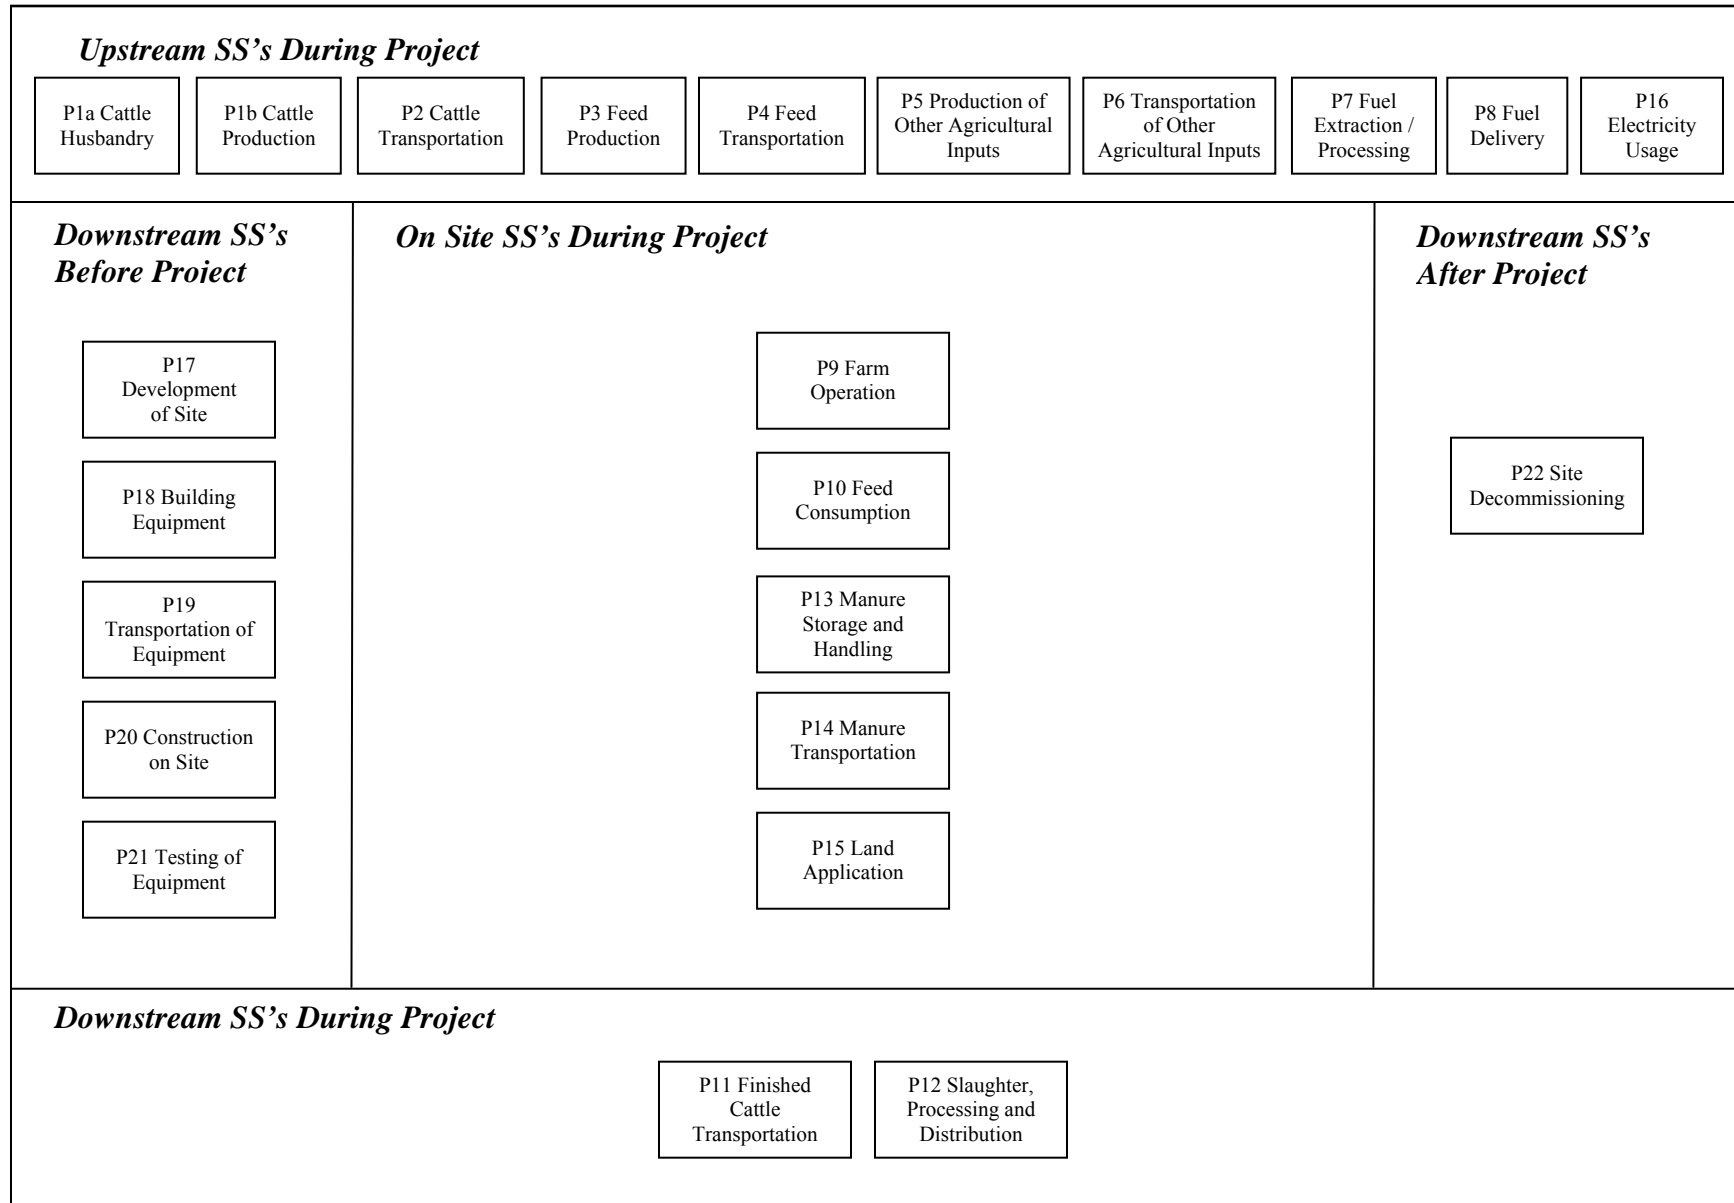 Upstream SS’s During Project
P1a Cattle
Husbandry
P1b Cattle
Production
P2 Cattle
Transportation
P3 Feed
Production
P4 Feed
Transportation
P5 Production of
Other Agricultural
Inputs
P6 Transportation
of Other
Agricultural Inputs
P7 Fuel
Extraction /
Processing
P8 Fuel
Delivery
P16
Electricity
Usage
Downstream SS’s
Before Project
P17
Development
of Site
P18 Building
Equipment
P19
Transportation of
Equipment
P20 Construction
on Site
P21 Testing of
Equipment
On Site SS’s During Project
P9 Farm
Operation
P10 Feed
Consumption
P13 Manure
Storage and
Handling
P14 Manure
Transportation
P15 Land
Application
Downstream SS’s
After Project
P22 Site
Decommissioning
Downstream SS’s During Project
P11 Finished
Cattle
Transportation
P12 Slaughter,
Processing and
Distribution